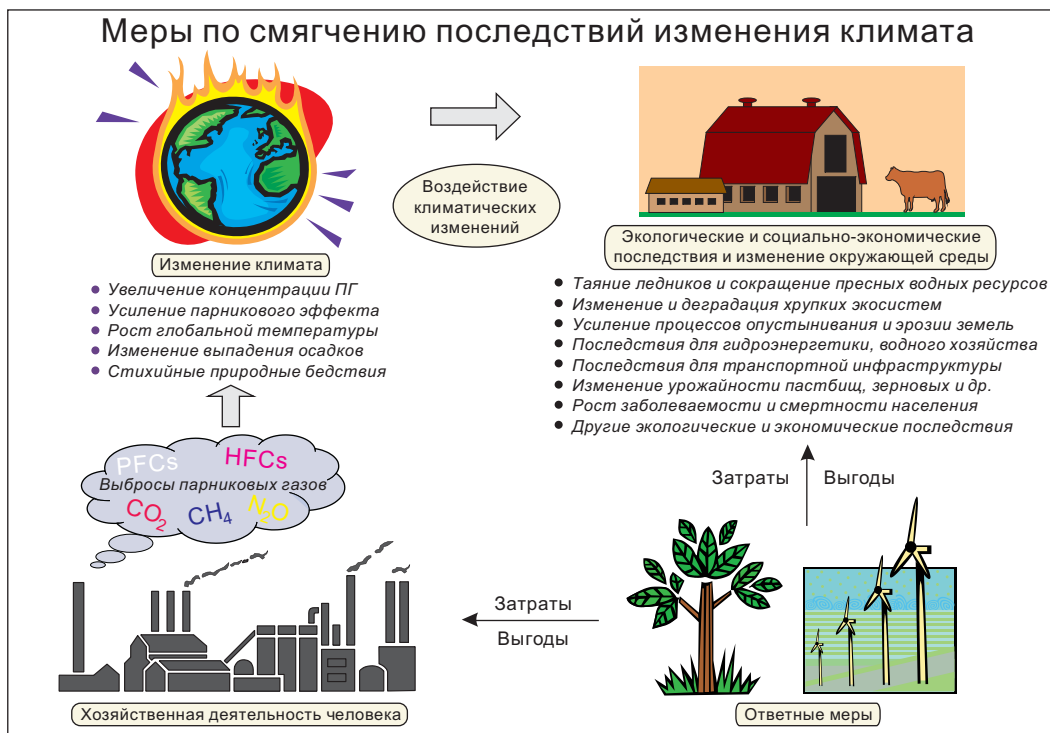 Меры по смягчению последствий изменения климата
Воздействие
климатических
изменений
Изменение климата
Увеличение концентрации ПГ
Усиление парникового эффекта
Рост глобальной температуры
Изменение выпадения осадков
Стихийные природные бедствия
Экологические и социально-экономические
последствия и изменение окружающей среды
Таяние ледников и сокращение пресных водных ресурсов
Изменение и деградация хрупких экосистем
Усиление процессов опустынивания и эрозии земель
Последствия для гидроэнергетики, водного хозяйства
Последствия для транспортной инфраструктуры
Изменение урожайности пастбищ, зерновых и др.
Рост заболеваемости и смертности населения
Другие экологические и экономические последствия
PFCs HFCs
Выбросы парниковых газов
CO₂ CH₄ N₂O
Затраты Выгоды
Затраты
Выгоды
Хозяйственная деятельность человека
Ответные меры